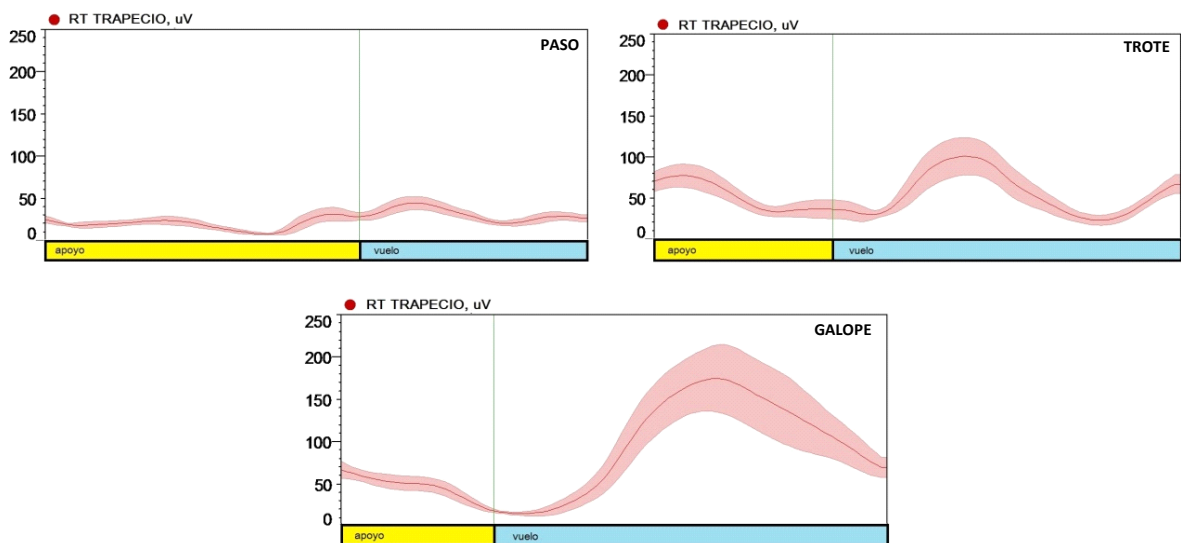 RT TRAPECIO, uV
PASO
250
200
150
100
50
0
apoyo
vuelo
RT TRAPECIO, uV
TROTE
250
200
150
100
50
0
apoyo
vuelo
RT TRAPECIO, uV
GALOPE
250
200
150
100
50
0
apoyo
vuelo